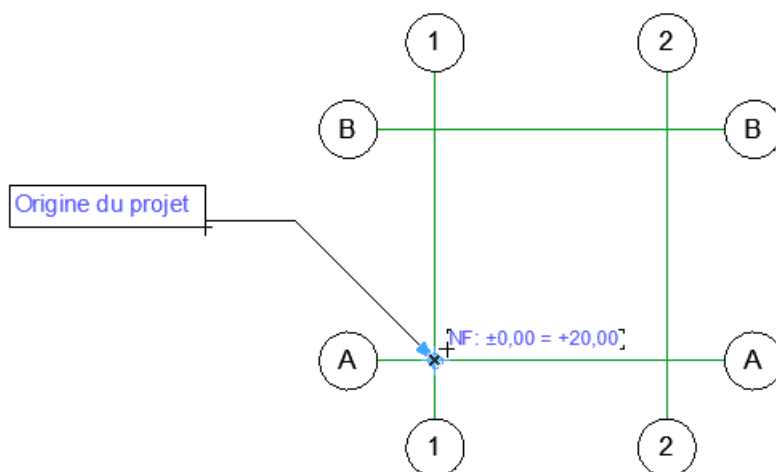 1
2
B
B
Origine du projet
NF: ±0,00 = +20,00
A
A
1
2